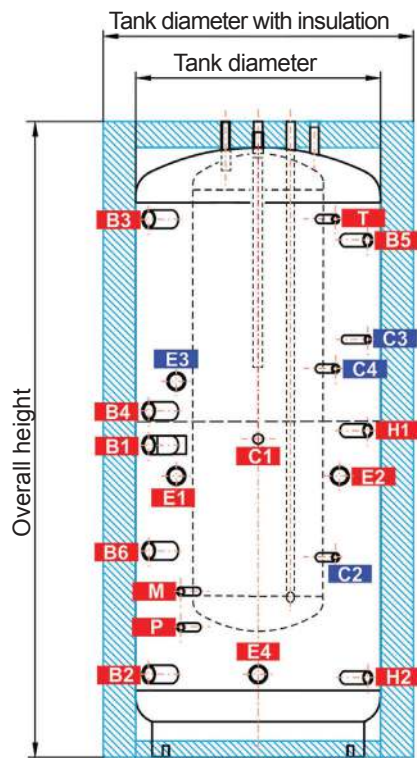 Tank diameter with insulation
Tank diameter
Overall height
B3
T
B5
C3
E3
C4
B4
H1
B1
C1
E1
E2
B6
C2
M
P
E4
B2
H2